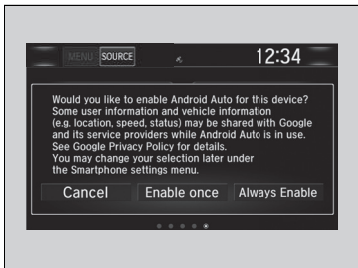 MENU SOURCE 12:34
Would you like to enable Android Auto for this device?
Some user information and vehicle information
(e.g. location, speed, status) may be shared with Google
and its service providers while Android Auto is in use.
See Google Privacy Policy for details.
You may change your selection later under
the Smartphone settings menu.
Cancel Enable once Always Enable